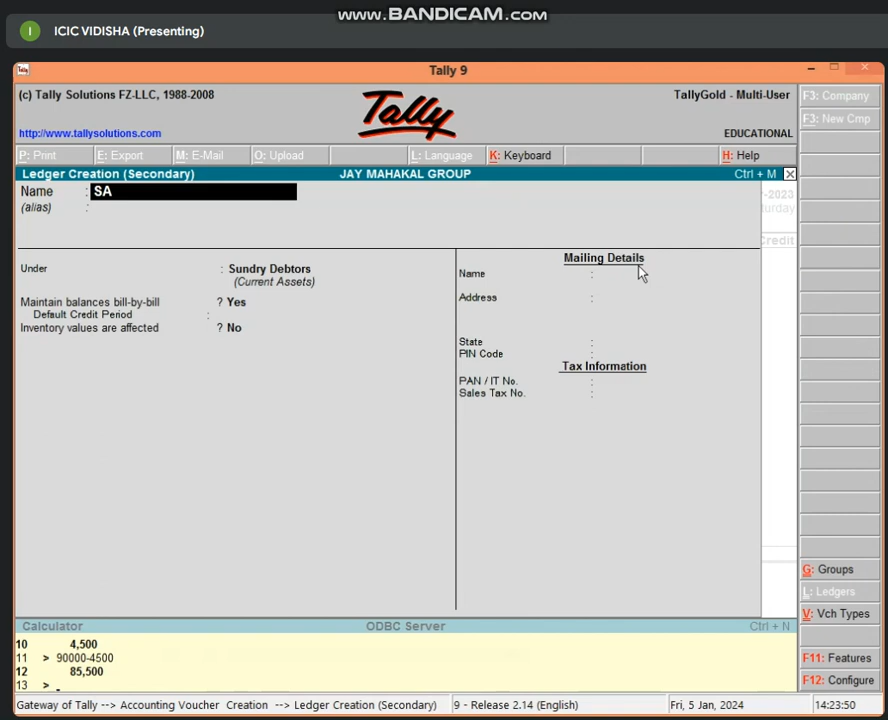 www.BANDICAM.com
I ICIC VIDISHA (Presenting)
Tally Tally 9
(c) Tally Solutions FZ-LLC, 1988-2008
Tally
TallyGold - Multi-User
http://www.tallysolutions.com
EDUCATIONAL
P: Print E: Export M: E-Mail O: Upload L: Language K: Keyboard H: Help
Ledger Creation (Secondary) JAY MAHAKAL GROUP Ctrl + M
Name : SA
(alias) :
-2023
turday
Credit
Under : Sundry Debtors
(Current Assets)
Maintain balances bill-by-bill ? Yes
Default Credit Period :
Inventory values are affected ? No
Mailing Details
Name :
Address :
State :
PIN Code :
Tax Information
PAN / IT No. :
Sales Tax No. :
F3: Company
F3: New Cmp
G: Groups
L: Ledgers
V: Vch Types
F11: Features
F12: Configure
Calculator ODBC Server Ctrl + N
10 4,500
11 > 90000-4500
12 85,500
13 > _
Gateway of Tally --> Accounting Voucher Creation --> Ledger Creation (Secondary) 9 - Release 2.14 (English) Fri, 5 Jan, 2024 14:23:50